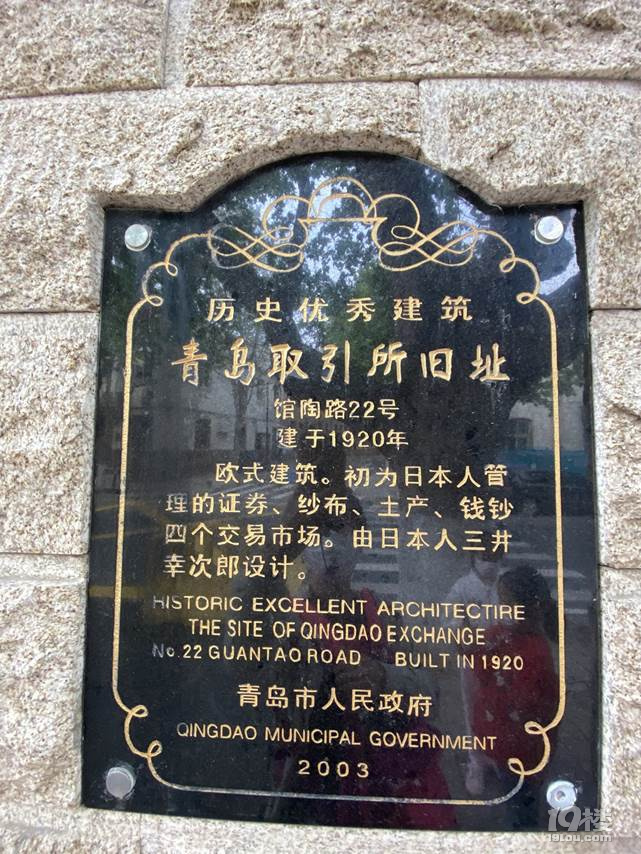 历史优秀建筑
青岛取引所旧址
馆陶路22号
建于1920年
欧式建筑。初为日本人管
理的证券、纱布、土产、钱钞
四个交易市场。由日本人三井
幸次郎设计。
HISTORIC EXCELLENT ARCHITECTIRE
THE SITE OF QINGDAO EXCHANGE
No.22 GUANTAO ROAD BUILT IN 1920
青岛市人民政府
QINGDAO MUNICIPAL GOVERNMENT
2003
19楼
19lou.com